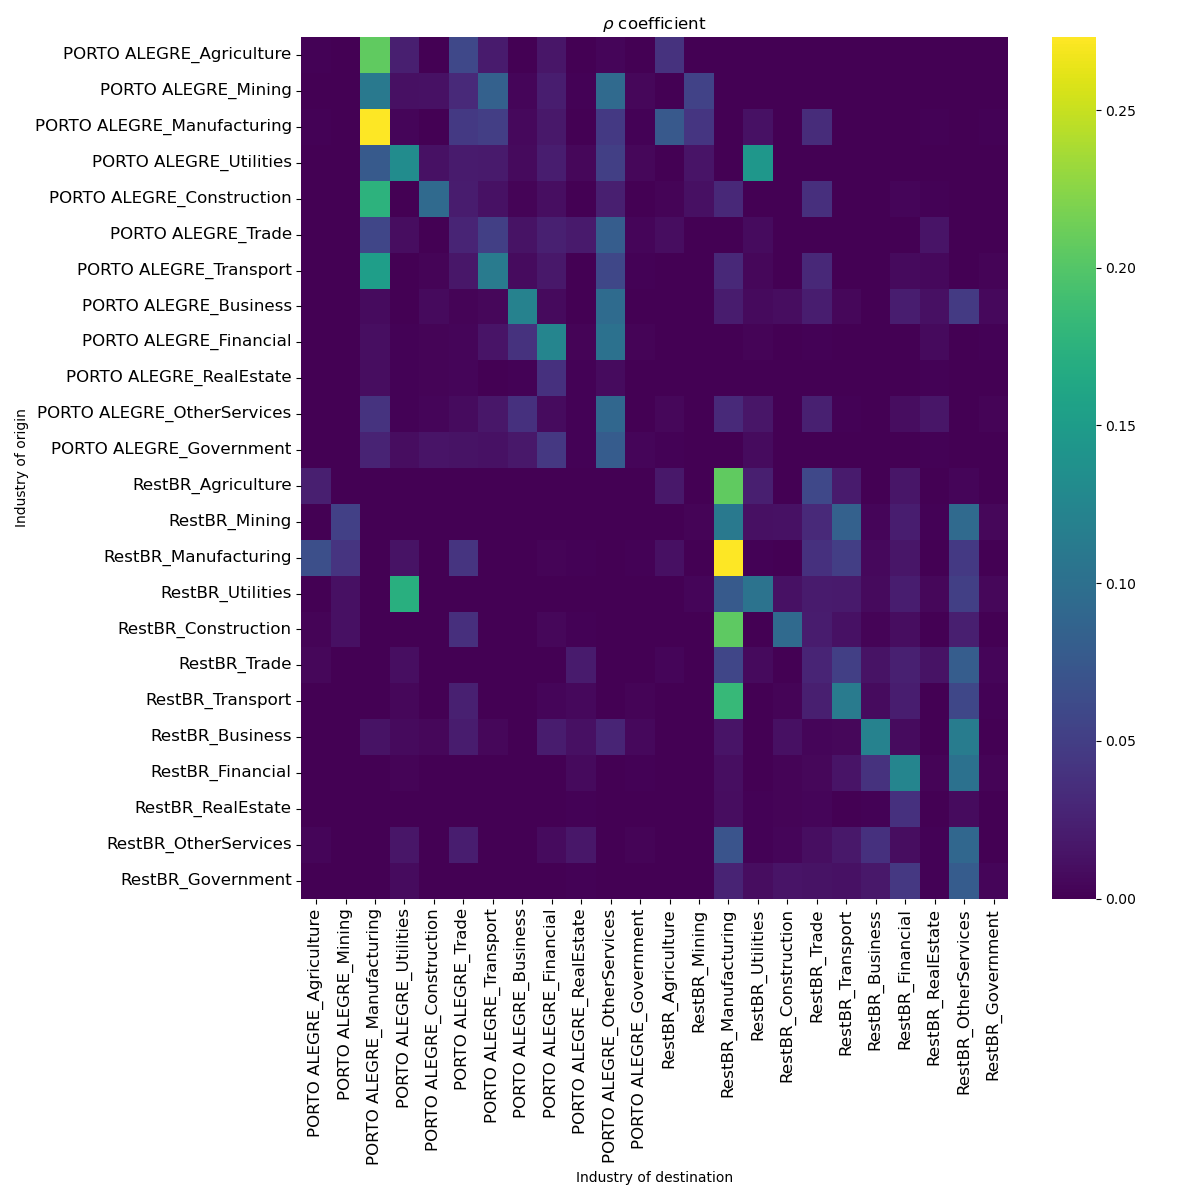 ρ coefficient
PORTO ALEGRE_Agriculture
PORTO ALEGRE_Mining
PORTO ALEGRE_Manufacturing
PORTO ALEGRE_Utilities
PORTO ALEGRE_Construction
PORTO ALEGRE_Trade
PORTO ALEGRE_Transport
PORTO ALEGRE_Business
PORTO ALEGRE_Financial
PORTO ALEGRE_RealEstate
PORTO ALEGRE_OtherServices
PORTO ALEGRE_Government
RestBR_Agriculture
RestBR_Mining
RestBR_Manufacturing
RestBR_Utilities
RestBR_Construction
RestBR_Trade
RestBR_Transport
RestBR_Business
RestBR_Financial
RestBR_RealEstate
RestBR_OtherServices
RestBR_Government
Industry of origin
PORTO ALEGRE_Agriculture
PORTO ALEGRE_Mining
PORTO ALEGRE_Manufacturing
PORTO ALEGRE_Utilities
PORTO ALEGRE_Construction
PORTO ALEGRE_Trade
PORTO ALEGRE_Transport
PORTO ALEGRE_Business
PORTO ALEGRE_Financial
PORTO ALEGRE_RealEstate
PORTO ALEGRE_OtherServices
PORTO ALEGRE_Government
RestBR_Agriculture
RestBR_Mining
RestBR_Manufacturing
RestBR_Utilities
RestBR_Construction
RestBR_Trade
RestBR_Transport
RestBR_Business
RestBR_Financial
RestBR_RealEstate
RestBR_OtherServices
RestBR_Government
Industry of destination
0.25
0.20
0.15
0.10
0.05
0.00